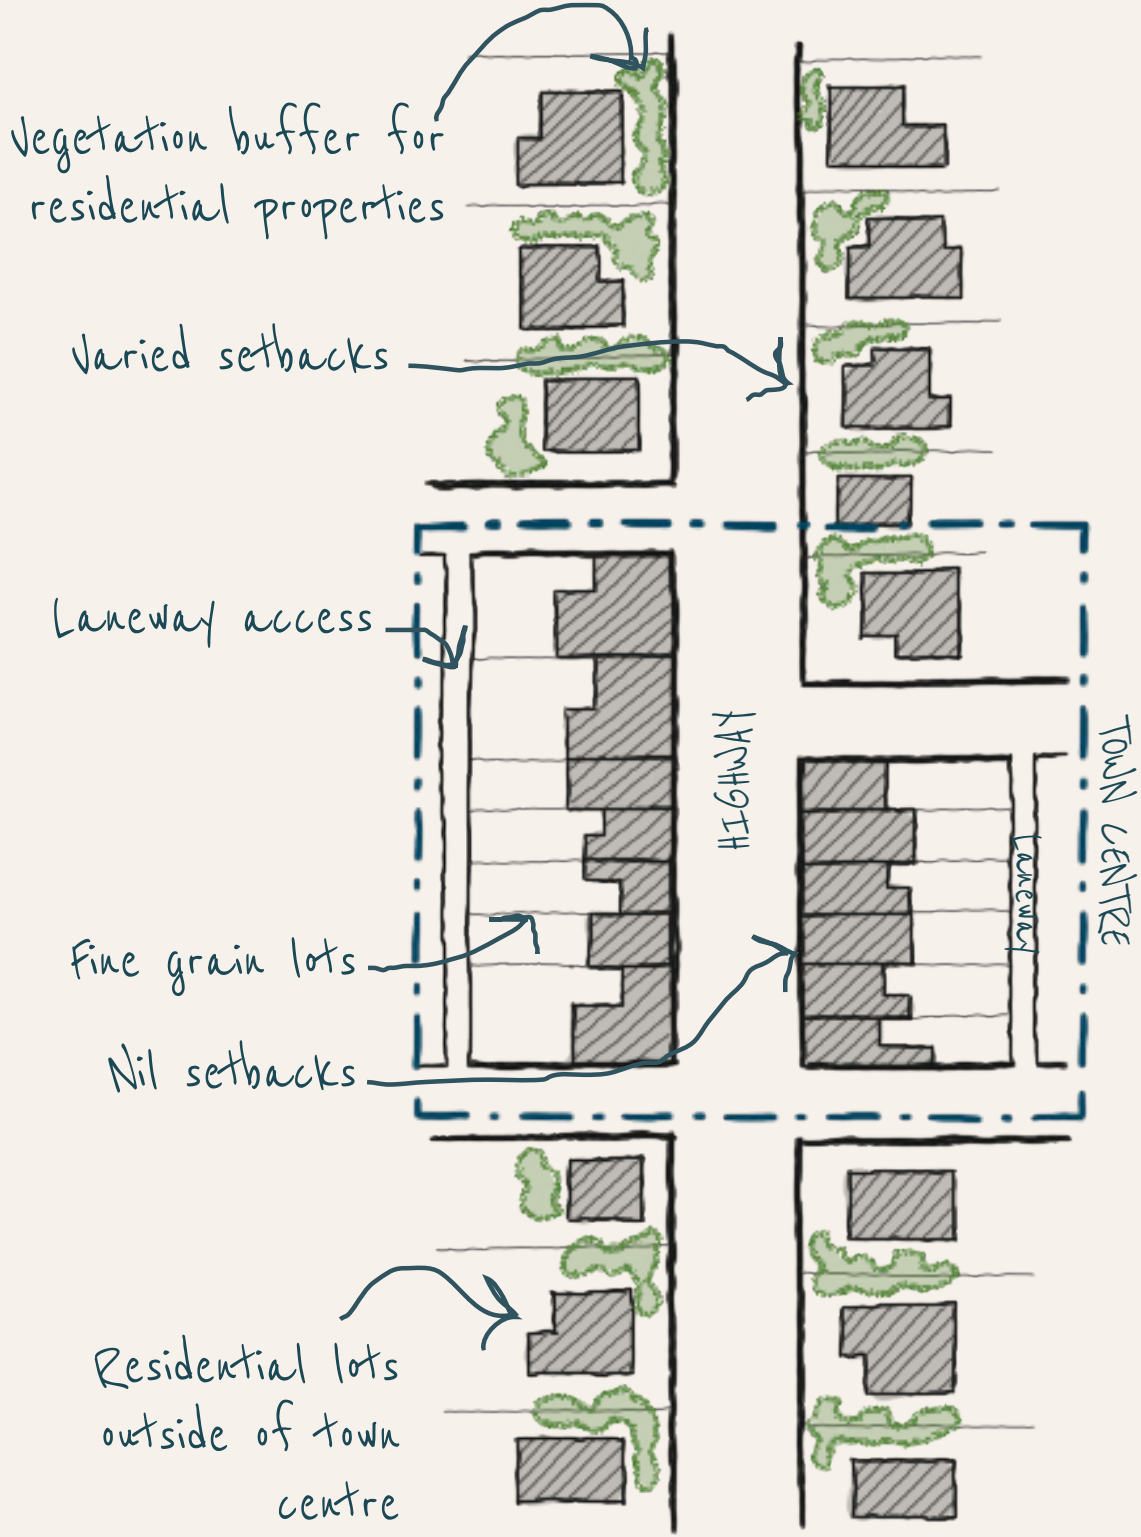 Vegetation buffer for
residential properties
Varied setbacks
Laneway access
HIGHWAY
TOWN CENTRE
Laneway
Fine grain lots
Nil setbacks
Residential lots
outside of town
centre